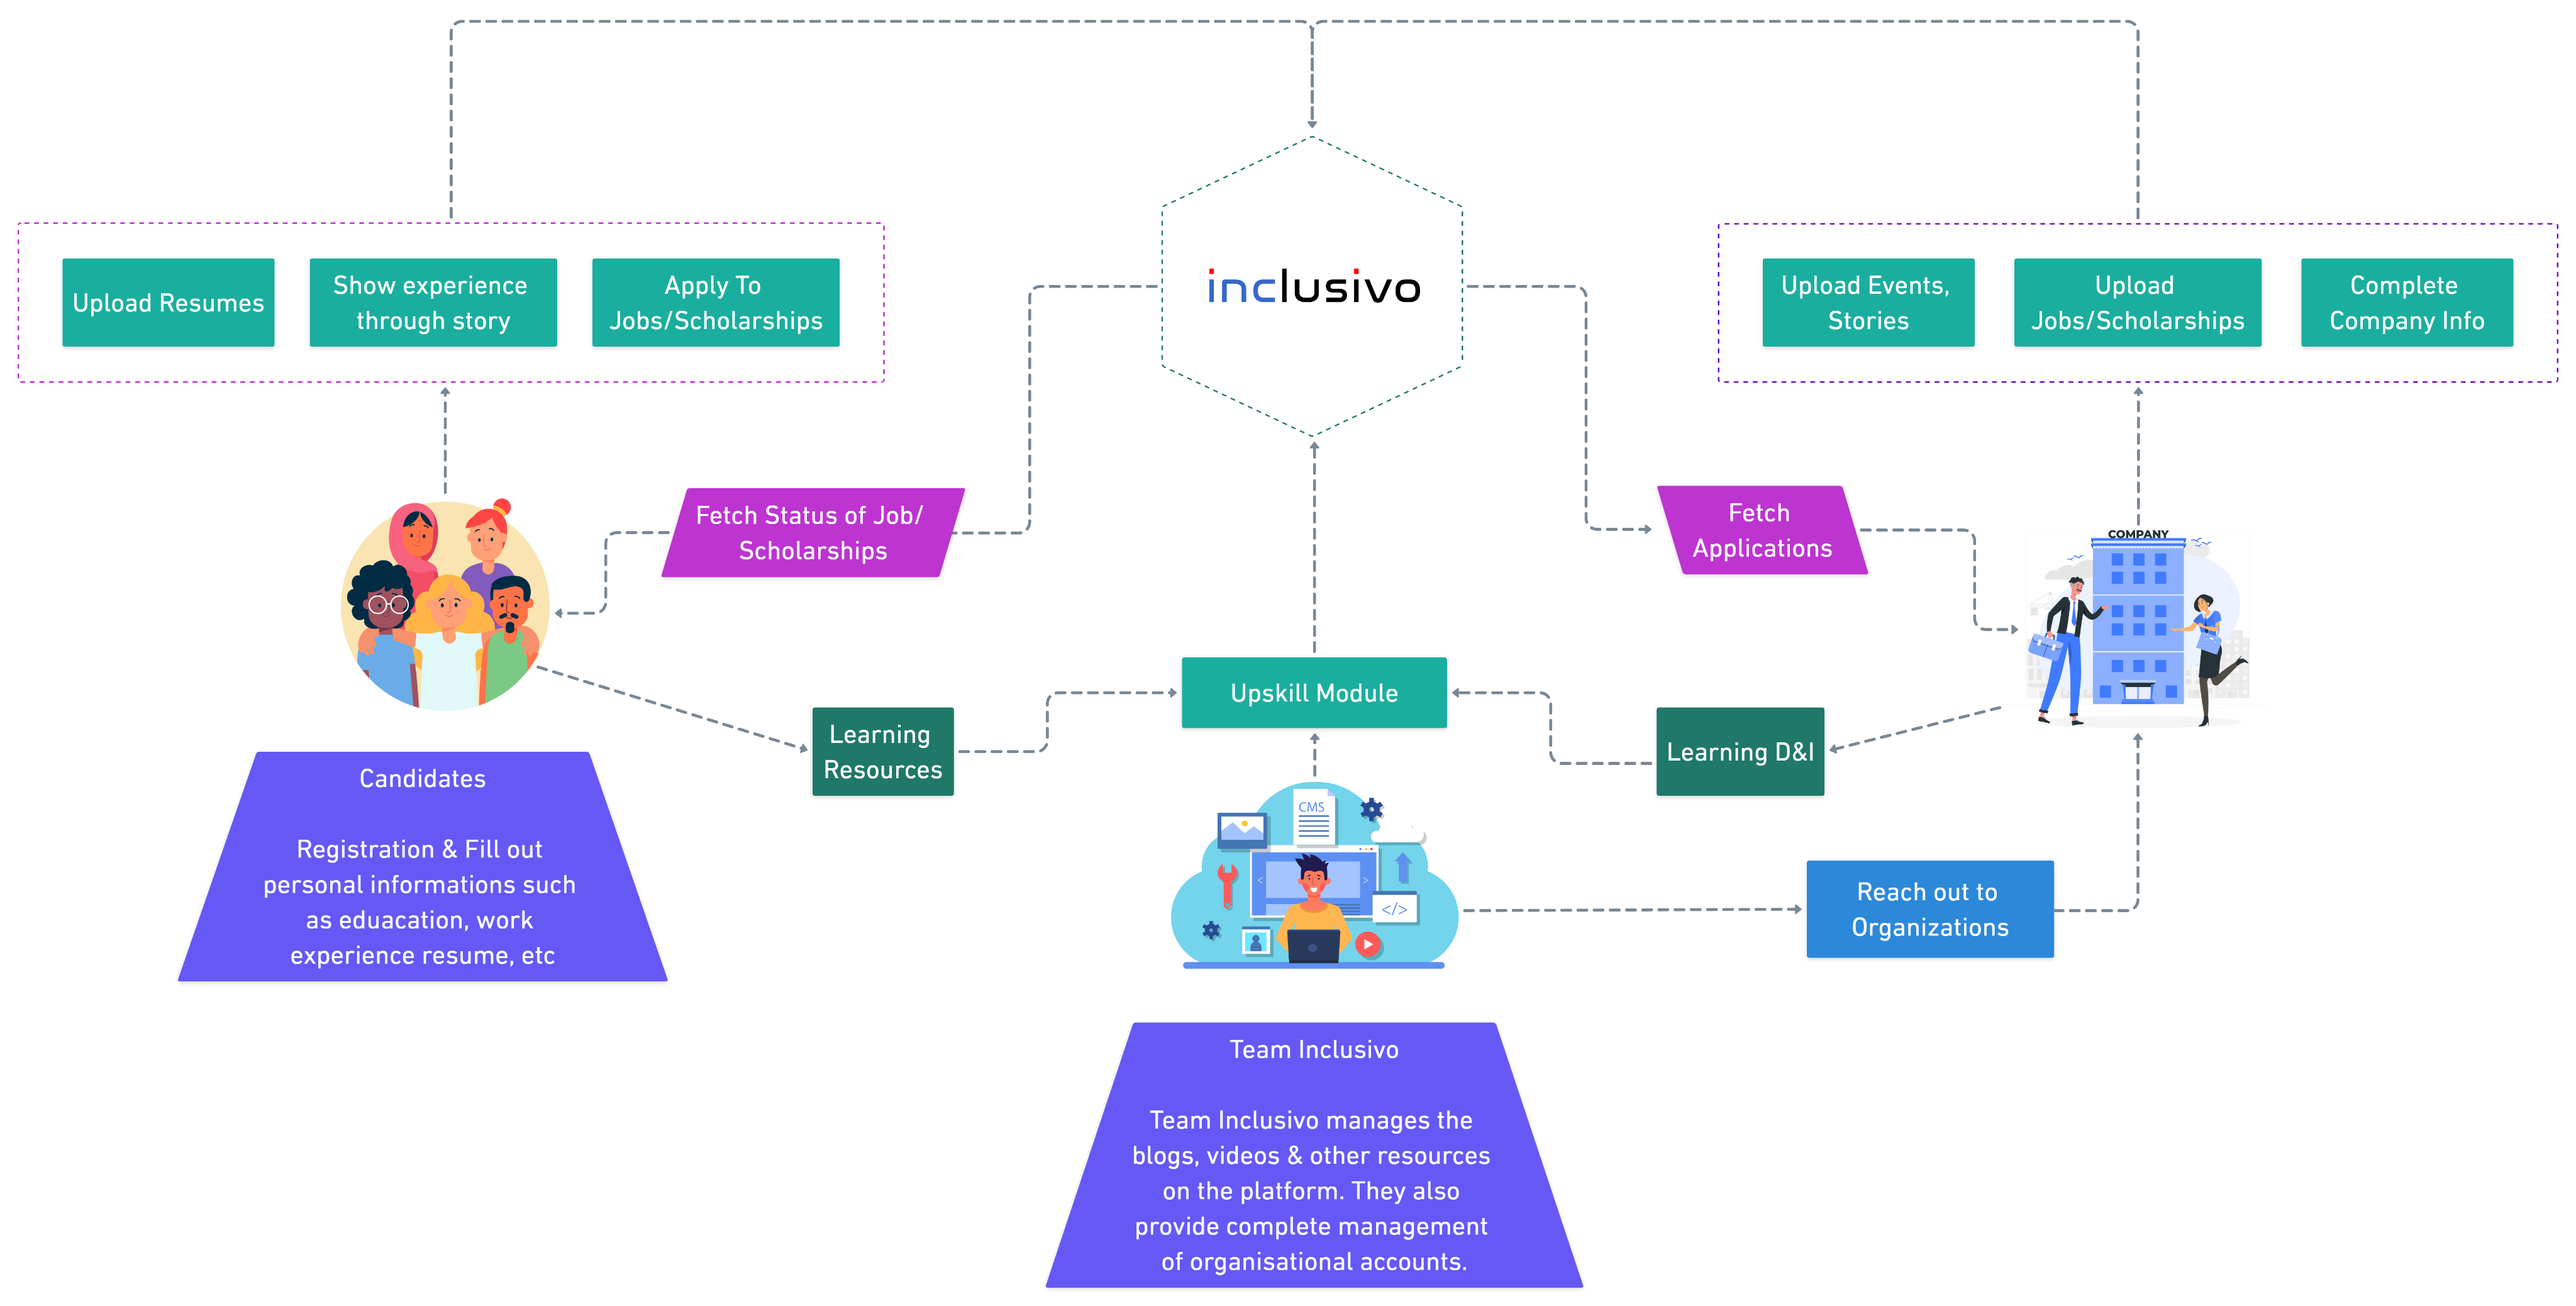 inclusivo
Upload Resumes
Show experience
through story
Apply To
Jobs/Scholarships
Upload Events,
Stories
Upload
Jobs/Scholarships
Complete
Company Info
Fetch Status of Job/
Scholarships
Fetch
Applications
COMPANY
Upskill Module
Learning
Resources
Learning D&I
Candidates
Registration & Fill out
personal informations such
as eduacation, work
experience resume, etc
CMS
</>
Reach out to
Organizations
Team Inclusivo
Team Inclusivo manages the
blogs, videos & other resources
on the platform. They also
provide complete management
of organisational accounts.